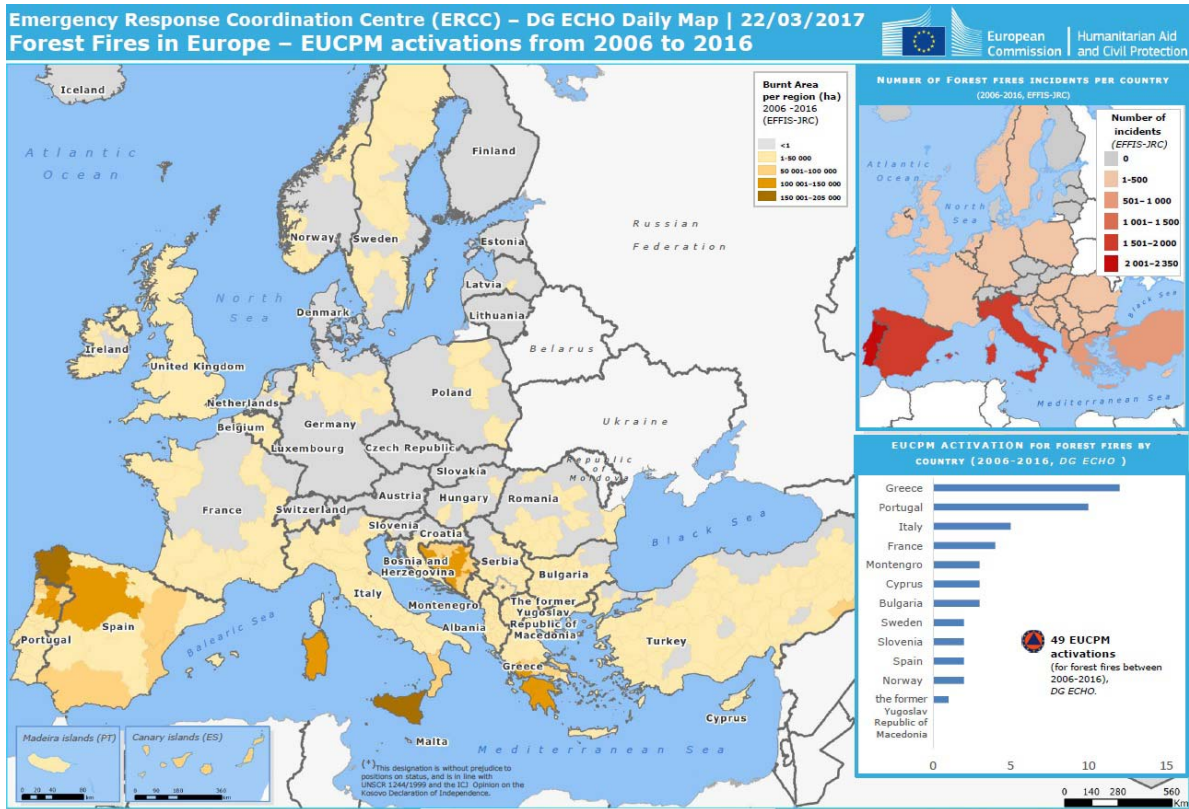 Emergency Response Coordination Centre (ERCC) – DG ECHO Daily Map | 22/03/2017
Forest Fires in Europe – EUCPM activations from 2006 to 2016
European
Commission
Humanitarian Aid
and Civil Protection
Iceland
Atlantic
Ocean
Finland
Norway
Sweden
Estonia
Russian
Federation
Latvia
North
Sea
Denmark
Lithuania
Ireland
United Kingdom
Belarus
Netherlands
Poland
Belgium
Germany
Ukraine
Luxembourg
Czech Republic
Slovakia
Republic
of
Moldova
Austria
Hungary
Romania
France
Switzerland
Slovenia
Croatia
Black Sea
Bosnia and
Herzegovina
Serbia
Bulgaria
Italy
Montenegro
The former
Yugoslav
Republic of
Macedonia
Albania
Portugal
Spain
Balearic Sea
Turkey
Greece
Cyprus
Malta
Mediterranean Sea
Burnt Area
per region (ha)
2006 -2016
(EFFIS-JRC)
<1
1-50 000
50 001–100 000
100 001–150 000
150 001–205 000
Madeira islands (PT)
0 20 40 80
km
Canary islands (ES)
0 90 180 360
km
(*)This designation is without prejudice to
positions on status, and is in line with
UNSCR 1244/1999 and the ICJ Opinion on the
Kosovo Declaration of Independence.
NUMBER OF FOREST FIRES INCIDENTS PER COUNTRY
(2006-2016, EFFIS-JRC)
Number of
incidents
(EFFIS-JRC)
0
1-500
501–1 000
1 001–1 500
1 501–2 000
2 001–2 350
Atlantic
Ocean
North
Sea
Black Sea
Mediterranean Sea
EUCPM ACTIVATION FOR FOREST FIRES BY
COUNTRY (2006-2016, DG ECHO )
Greece
Portugal
Italy
France
Montengro
Cyprus
Bulgaria
Sweden
Slovenia
Spain
Norway
the former
Yugoslav
Republic of
Macedonia
49 EUCPM
activations
(for forest fires between
2006-2016),
DG ECHO.
0 5 10 15
0 140 280 560
Km